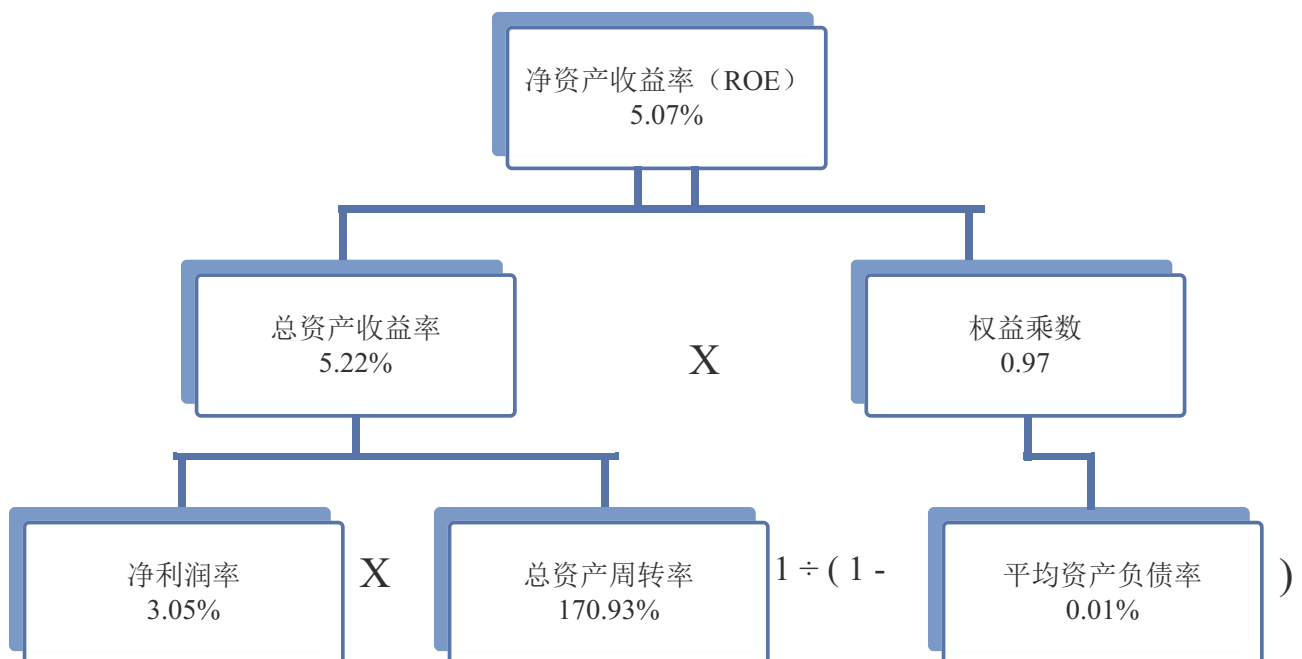 净资产收益率（ROE）
5.07%
总资产收益率
5.22%
X
权益乘数
0.97
净利润率
3.05%
X
总资产周转率
170.93%
1 ÷ ( 1 -
平均资产负债率
0.01%
)